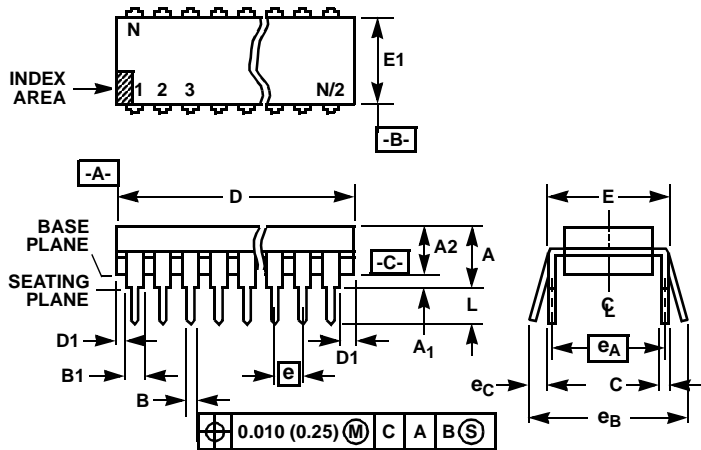 N
E1
INDEX
AREA
1 2 3 N/2
-B-
-A-
D
E
BASE
PLANE
A2
A
-C-
SEATING
PLANE
L
C
L
D1
A1
D1
eA
B1
e
eC
C
B
eB
0.010 (0.25) M C A B S